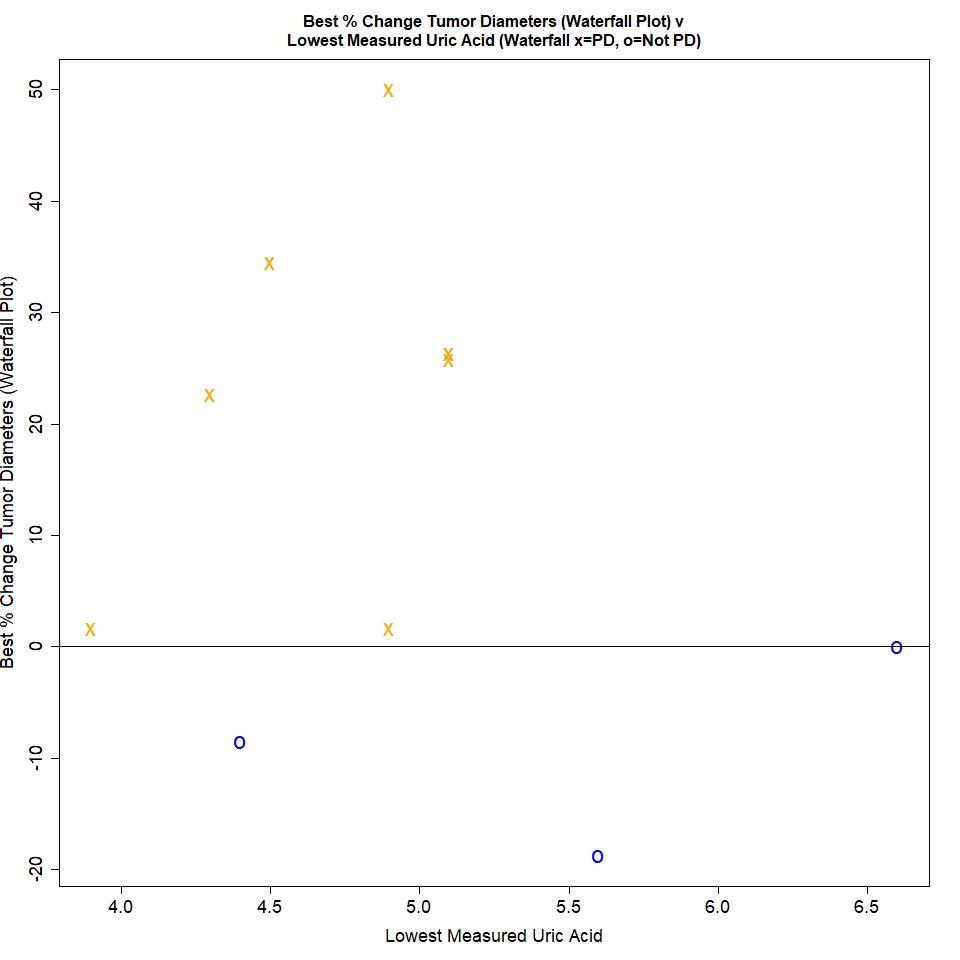 Best % Change Tumor Diameters (Waterfall Plot) v
Lowest Measured Uric Acid (Waterfall x=PD, o=Not PD)
Best % Change Tumor Diameters (Waterfall Plot)
50
40
30
20
10
0
-10
-20
X
X
X
X
X
X
X
O
O
O
4.0 4.5 5.0 5.5 6.0 6.5
Lowest Measured Uric Acid